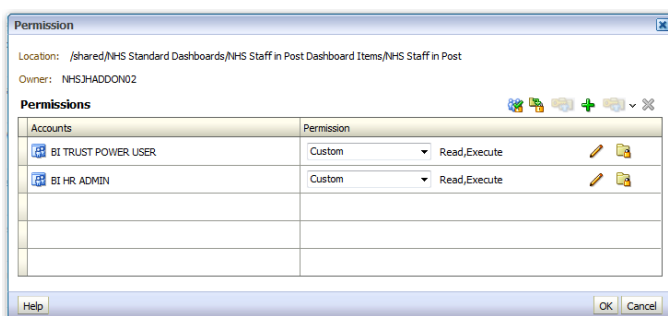 Permission
Location: /shared/NHS Standard Dashboards/NHS Staff in Post Dashboard Items/NHS Staff in Post
Owner: NHSJHADDON02
Permissions
Accounts Permission
BI TRUST POWER USER Custom Read,Execute
BI HR ADMIN Custom Read,Execute
Help OK Cancel